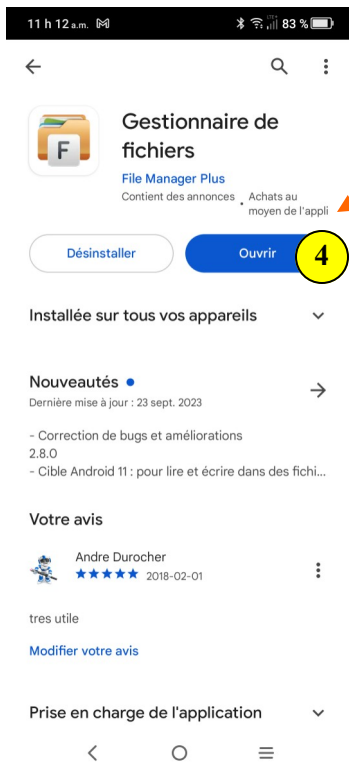 11 h 12 a.m.
LTE 83 %
Gestionnaire de
fichiers
F
File Manager Plus
Contient des annonces • Achats au
moyen de l'appli
Désinstaller
Ouvrir
4
Installée sur tous vos appareils
Nouveautés •
Dernière mise à jour : 23 sept. 2023
- Correction de bugs et améliorations
2.8.0
- Cible Android 11 : pour lire et écrire dans des fichi...
Votre avis
Andre Durocher
★★★★★ 2018-02-01
tres utile
Modifier votre avis
Prise en charge de l'application